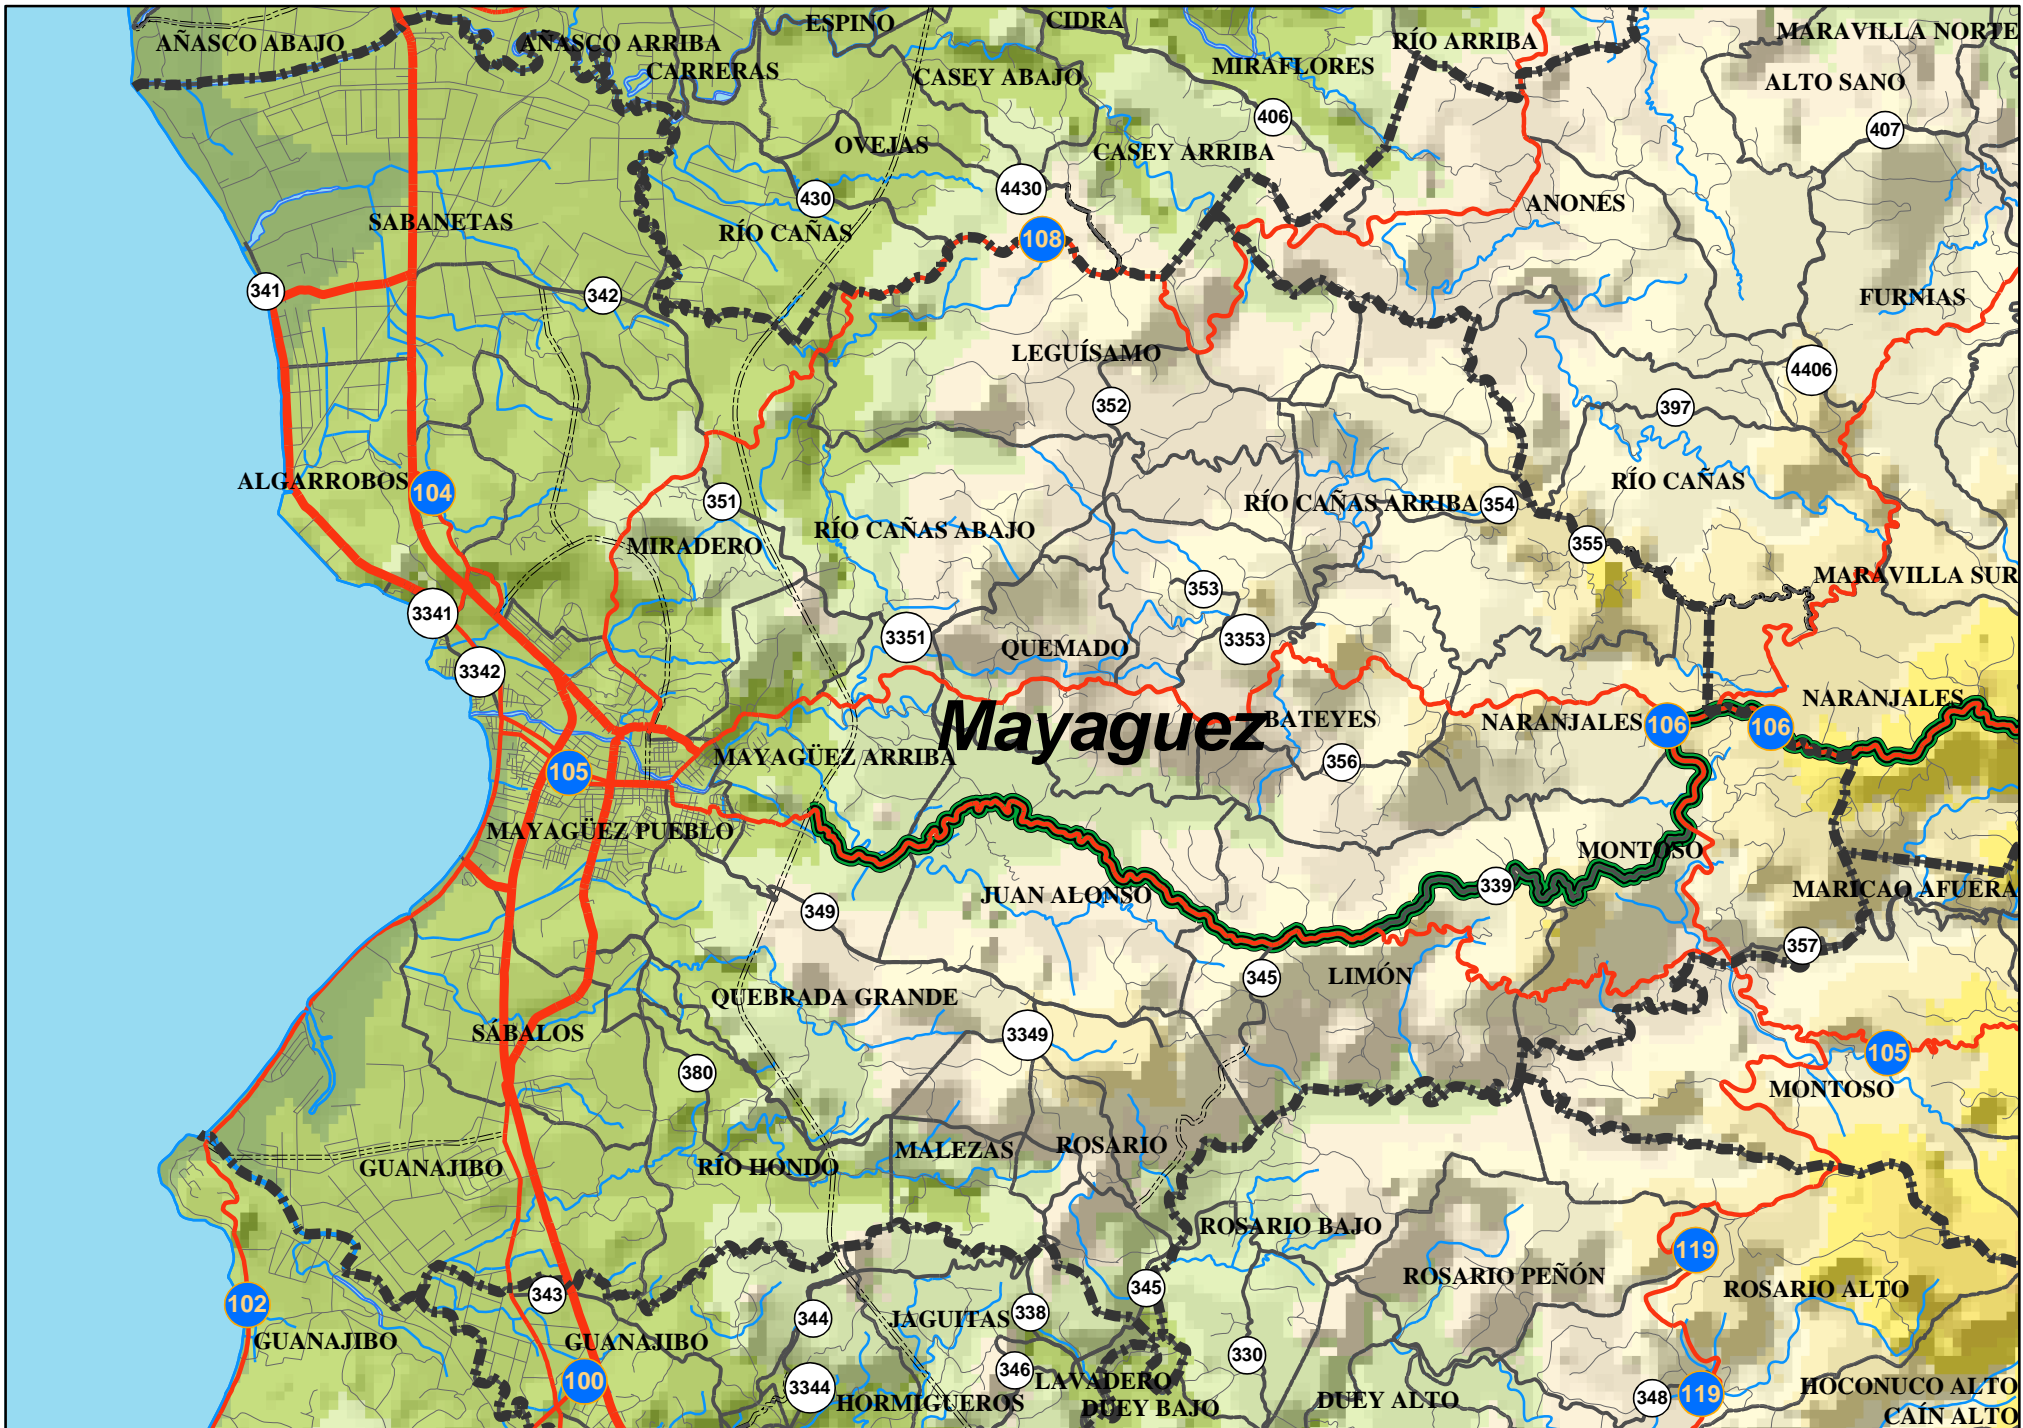 ESPINO
CIDRA
AÑASCO ABAJO
AÑASCO ARRIBA
RÍO ARRIBA
MARAVILLA NORTE
CARRERAS
CASEY ABAJO
MIRAFLORES
ALTO SANO
406
407
OVEJAS
CASEY ARRIBA
430
4430
SABANETAS
RÍO CAÑAS
108
ANONES
341
342
FURNIAS
LEGUÍSAMO
4406
352
397
ALGARROBOS
104
351
RÍO CAÑAS ABAJO
RÍO CAÑAS ARRIBA
354
RÍO CAÑAS
MIRADERO
355
MARAVILLA SUR
353
3341
3351
QUEMADO
3353
3342
Mayaguez
BATEYES
NARANJALES
106
106
NARANJALES
MAYAGÜEZ ARRIBA
356
105
MAYAGÜEZ PUEBLO
MONTOSO
JUAN ALONSO
339
MARICAO AFUERA
349
357
345
LIMÓN
QUEBRADA GRANDE
SÁBALOS
3349
105
380
MONTOSO
MALEZAS
ROSARIO
GUANAJIBO
RÍO HONDO
ROSARIO BAJO
119
ROSARIO PEÑÓN
ROSARIO ALTO
343
345
102
344
JAGUITAS
338
GUANAJIBO
GUANAJIBO
330
346
LAVADERO
100
3344
HORMIGUEROS
DUEY BAJO
DUEY ALTO
348
119
HOCONUCO ALTO
CAÍN ALTO